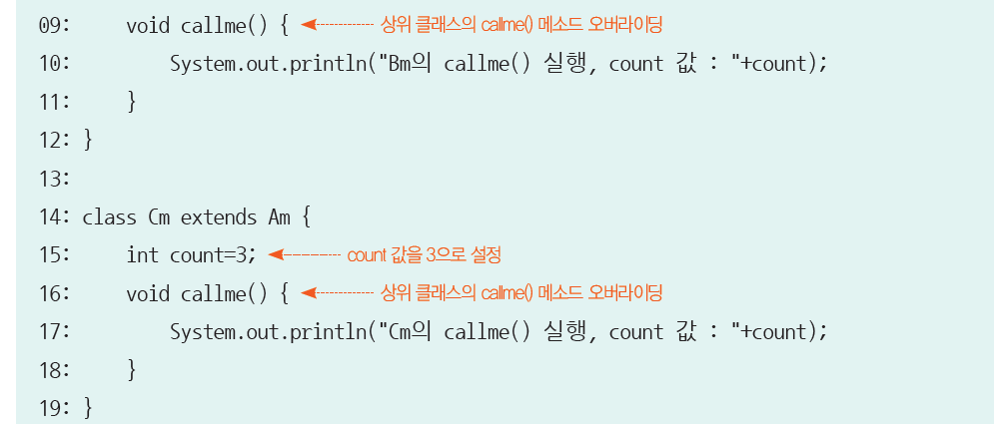 09:     void callme() { 상위 클래스의 callme() 메소드 오버라이딩
10:         System.out.println("Bm의 callme() 실행, count 값 : "+count);
11:     }
12: }
13:
14: class Cm extends Am {
15:     int count=3; count 값을 3으로 설정
16:     void callme() { 상위 클래스의 callme() 메소드 오버라이딩
17:         System.out.println("Cm의 callme() 실행, count 값 : "+count);
18:     }
19: }